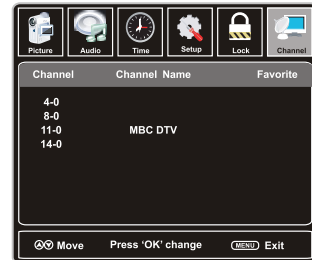 Picture Audio Time Setup Lock Channel
Channel Channel Name Favorite
4-0
8-0
11-0 MBC DTV
14-0
Move Press 'OK' change MENU Exit